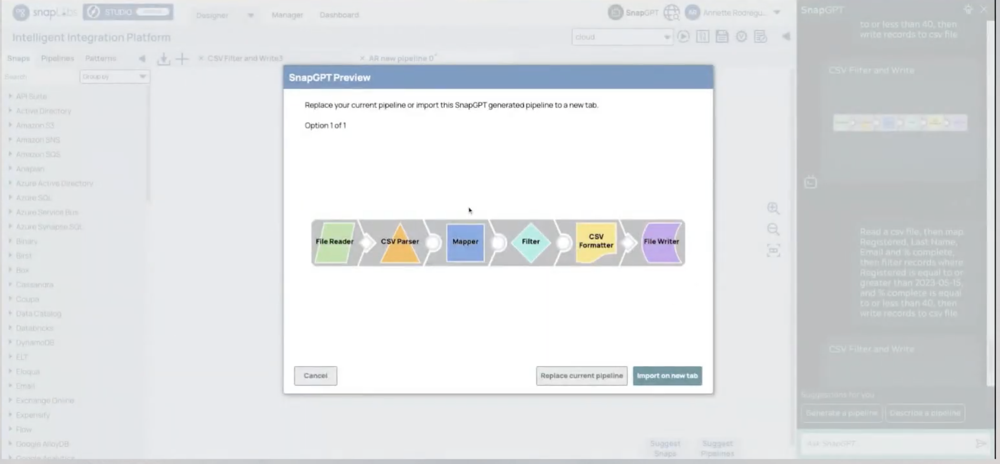 snapLabs
STUDIO
Designer
Manager
Dashboard
SnapGPT
AR
Annette Rodregu...
Intelligent Integration Platform
cloud
Snaps
Pipelines
Patterns
× CSV Filter and Write3
× AR new pipeline 0*
Search
Group by
API Suite
Active Directory
Amazon S3
Amazon SNS
Amazon SQS
Anaplan
Azure Active Directory
Azure SQL
Azure Service Bus
Azure Synapse SQL
Binary
Birst
Box
Cassandra
Coupa
Data Catalog
Databricks
DynamoDB
ELT
Eloqua
Email
Exchange Online
Expensify
Flow
Google AlloyDB
Google Analytics
SnapGPT Preview
Replace your current pipeline or import this SnapGPT generated pipeline to a new tab.
Option 1 of 1
File Reader
CSV Parser
Mapper
Filter
CSV
Formatter
File Writer
Cancel
Replace current pipeline
Import on new tab
Suggest
Snaps
Suggest
Pipelines
SnapGPT
to or less than 40, then
write records to csv file
CSV Filter and Write
Read a csv file, then map
Registered, Last Name,
Email and % complete,
then filter records where
Registered is equal to or
greater than 2023-05-15,
and % complete is equal
to or less than 40, then
write records to csv file
CSV Filter and Write
Suggestions for you
Generate a pipeline
Describe a pipeline
Ask SnapGPT